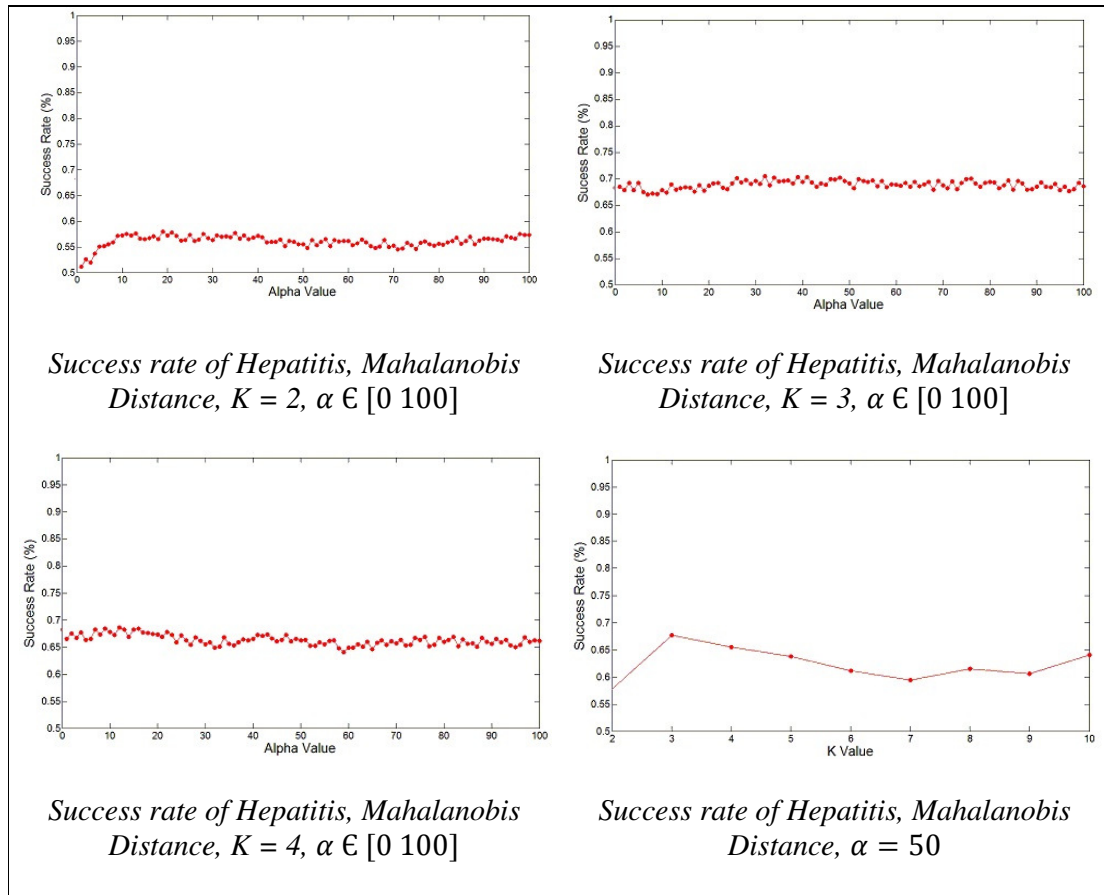 1
0.95
0.9
0.85
0.8
0.75
0.7
0.65
0.6
0.55
0.5
Success Rate (%)
0 10 20 30 40 50 60 70 80 90 100
Alpha Value
Success rate of Hepatitis, Mahalanobis
Distance, K = 2, α Є [0 100]
1
0.95
0.9
0.85
0.8
0.75
0.7
0.65
0.6
0.55
0.5
Success Rate (%)
0 10 20 30 40 50 60 70 80 90 100
Alpha Value
Success rate of Hepatitis, Mahalanobis
Distance, K = 3, α Є [0 100]
1
0.95
0.9
0.85
0.8
0.75
0.7
0.65
0.6
0.55
0.5
Success Rate (%)
0 10 20 30 40 50 60 70 80 90 100
Alpha Value
Success rate of Hepatitis, Mahalanobis
Distance, K = 4, α Є [0 100]
1
0.95
0.9
0.85
0.8
0.75
0.7
0.65
0.6
0.55
0.5
Success Rate (%)
2 3 4 5 6 7 8 9 10
K Value
Success rate of Hepatitis, Mahalanobis
Distance, α = 50